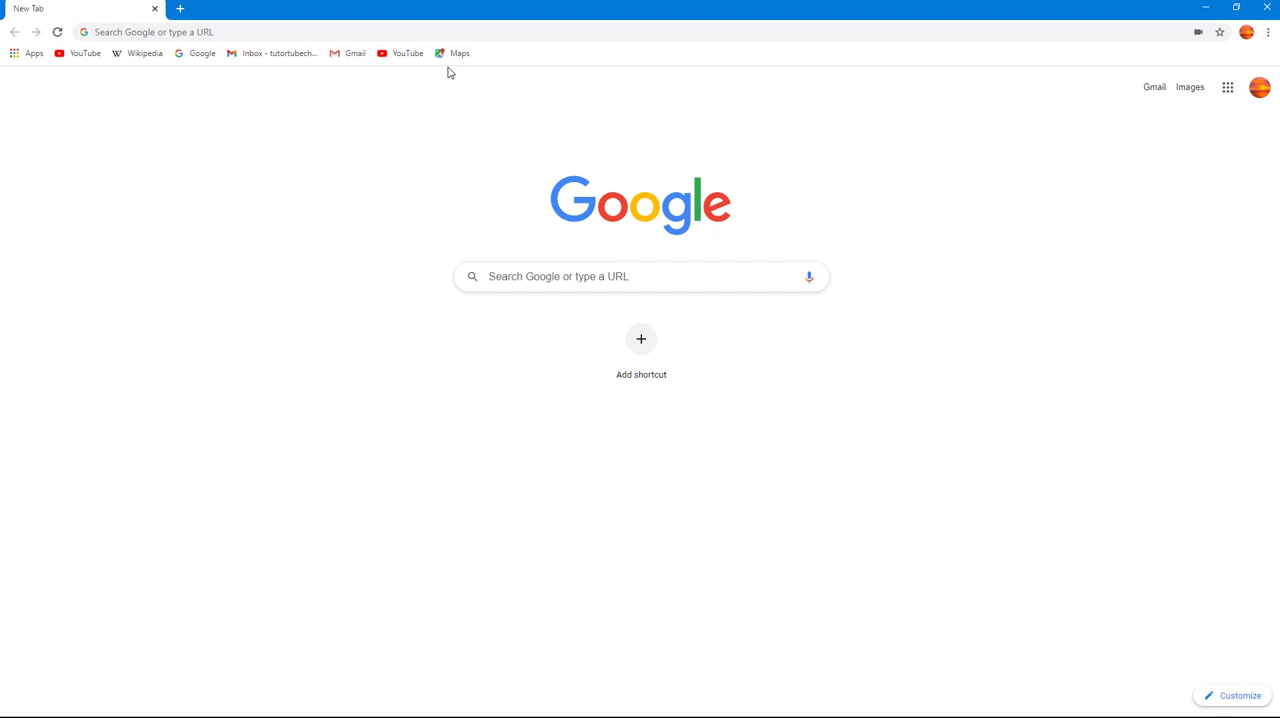 New Tab
Search Google or type a URL
Apps YouTube Wikipedia Google Inbox - tutortubech... Gmail YouTube Maps
Gmail Images
Google
Search Google or type a URL
Add shortcut
Customize